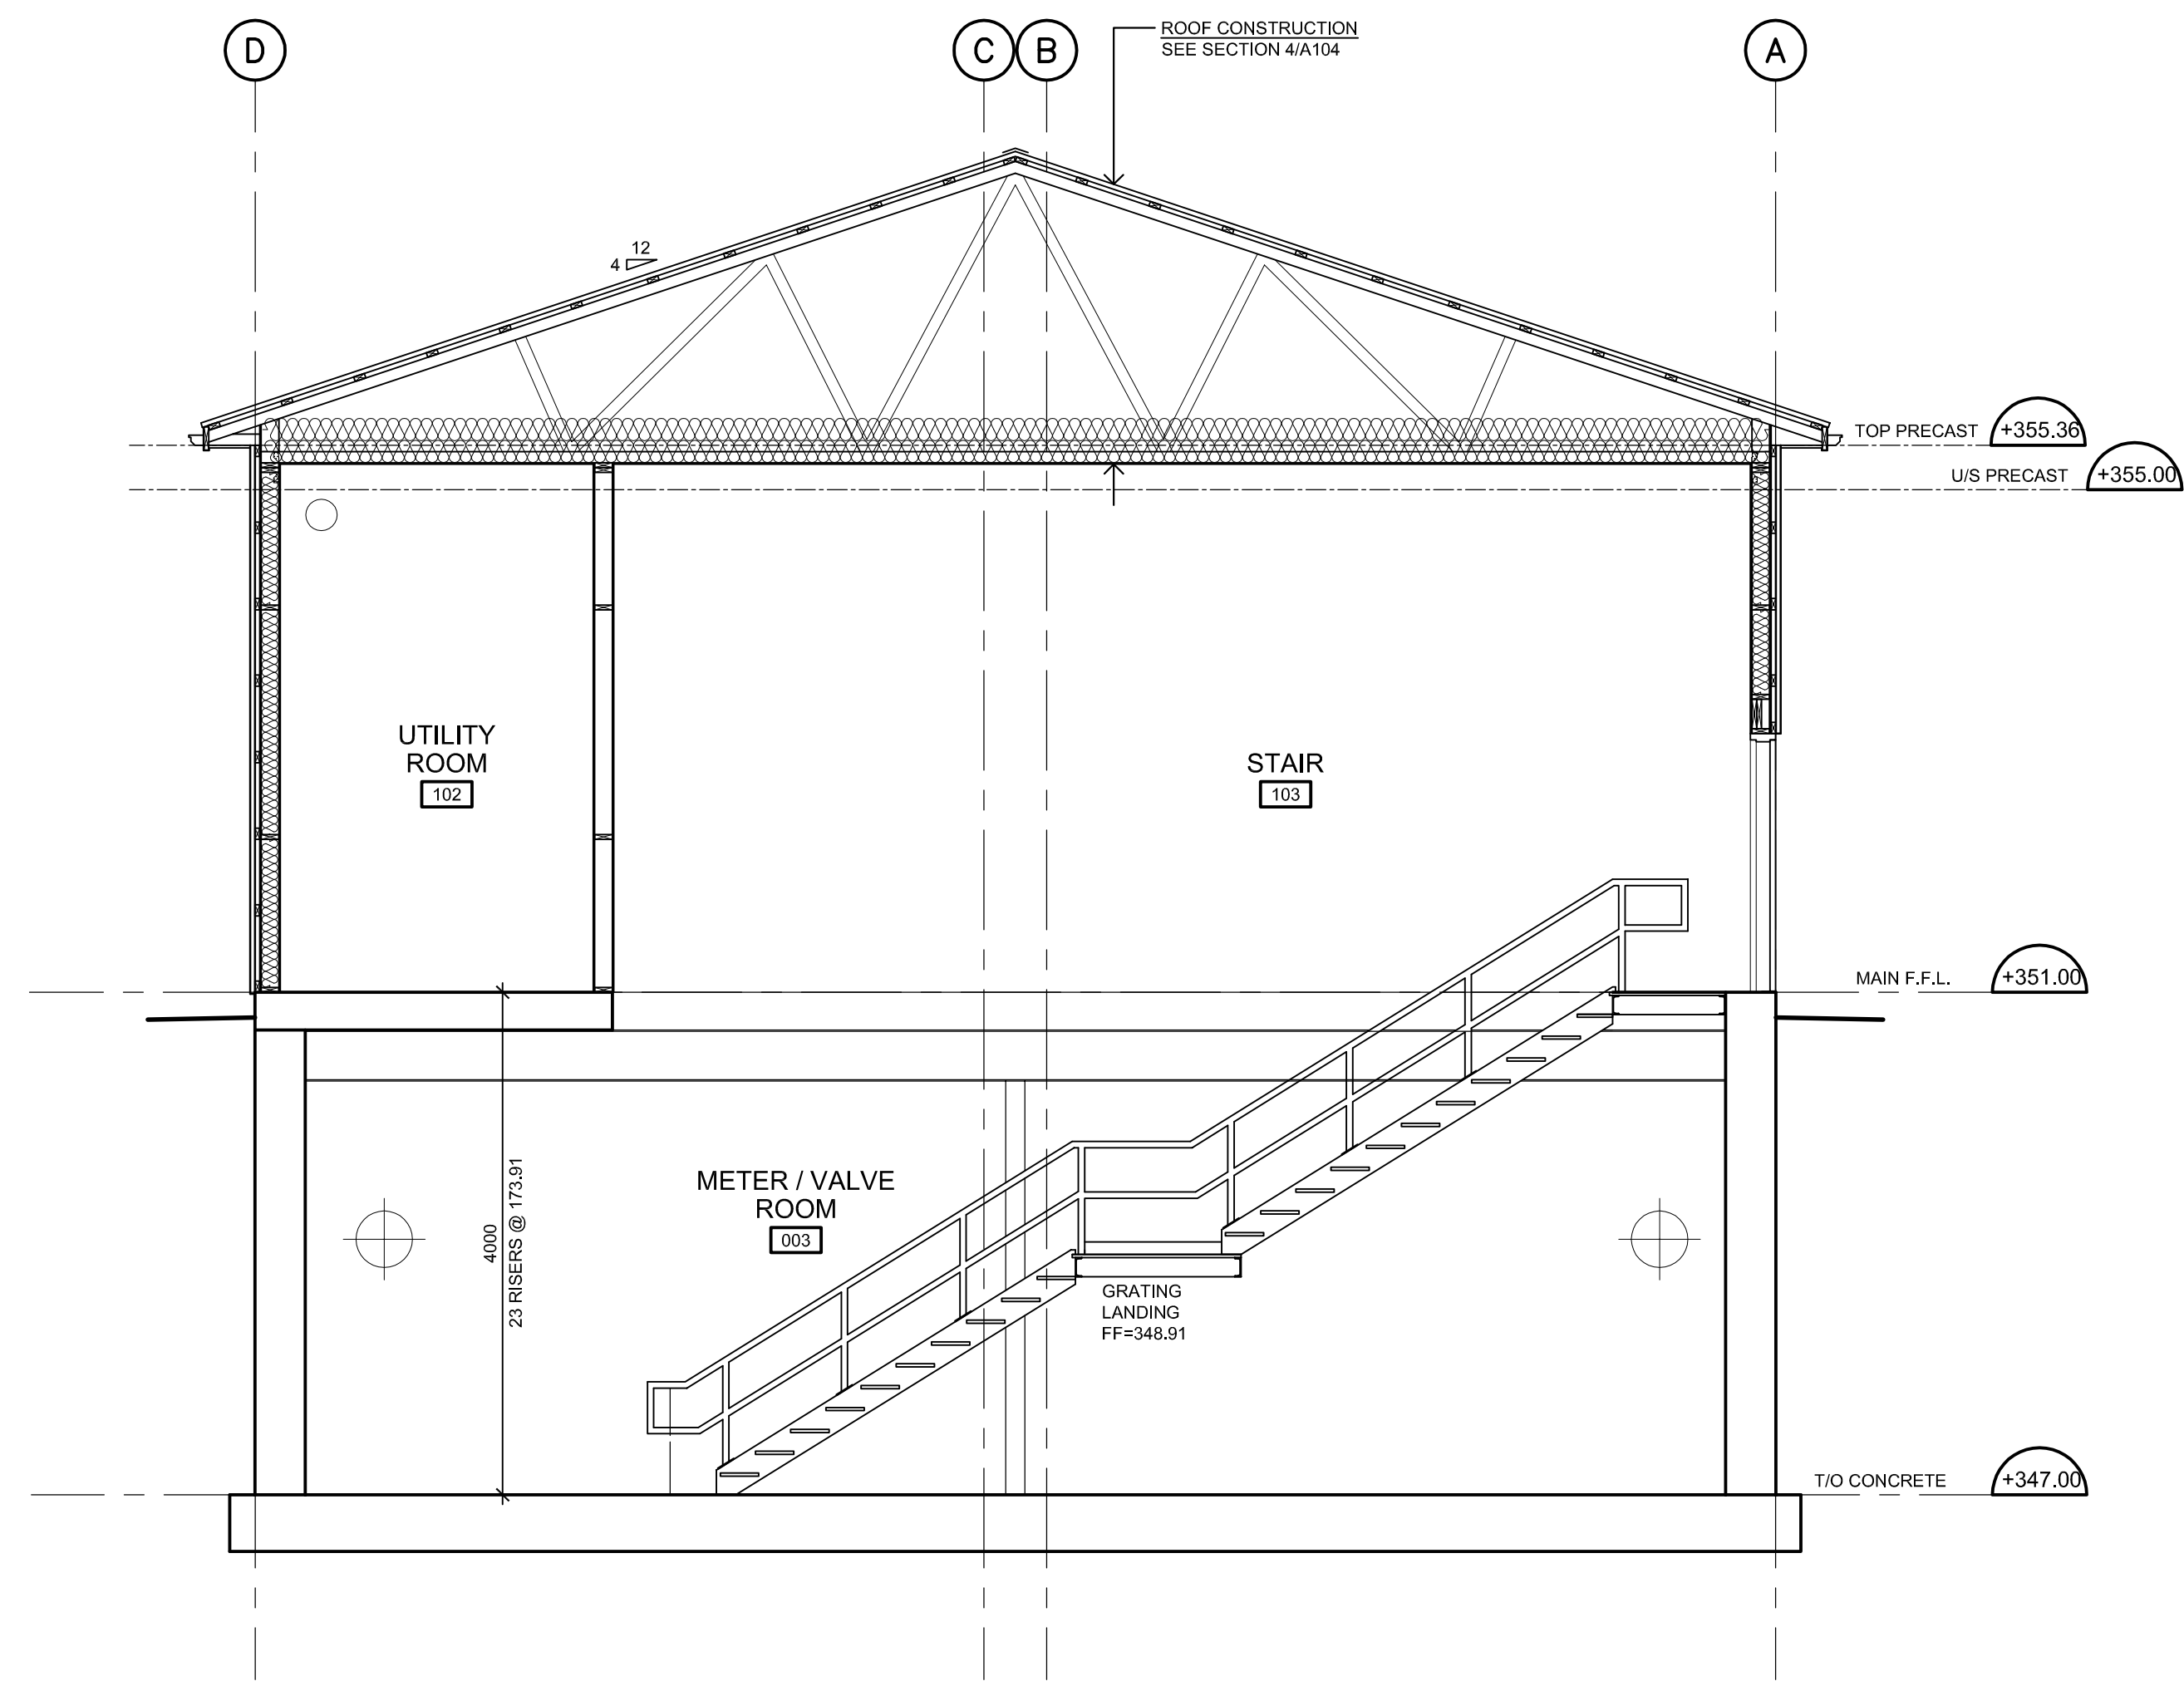 D
C
B
A
ROOF CONSTRUCTION
SEE SECTION 4/A104
12
4
TOP PRECAST
+355.36
U/S PRECAST
+355.00
UTILITY
ROOM
102
STAIR
103
MAIN F.F.L.
+351.00
METER / VALVE
ROOM
003
4000
23 RISERS @ 173.91
GRATING
LANDING
FF=348.91
T/O CONCRETE
+347.00